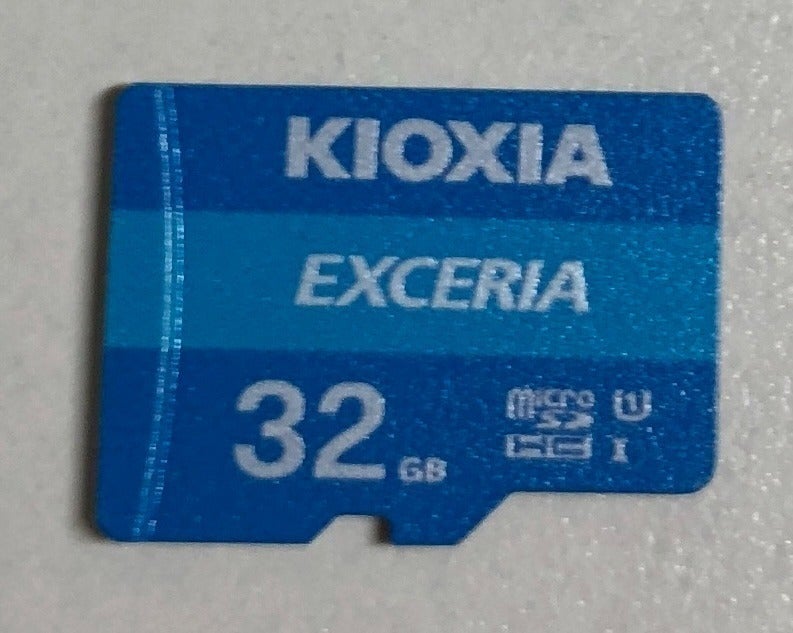 KIOXIA
EXCERIA
32 GB
micro SD HC I
U1